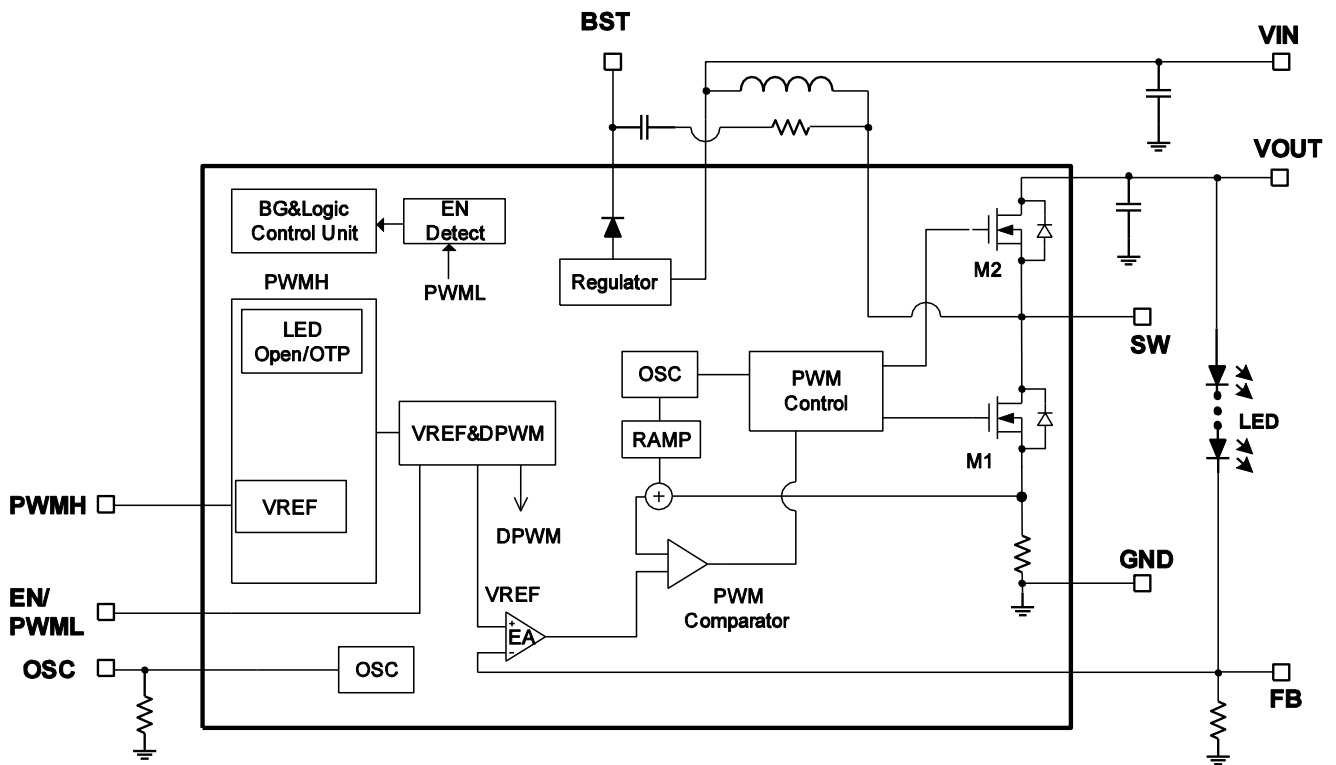 BST
VIN
VOUT
BG&Logic
Control Unit
EN
Detect
PWML
Regulator
M2
SW
PWMH
LED
Open/OTP
OSC
PWM
Control
RAMP
M1
LED
VREF&DPWM
VREF
DPWM
+
PWMH
EN/
PWML
GND
VREF
PWM
Comparator
+
EA
-
OSC
OSC
FB